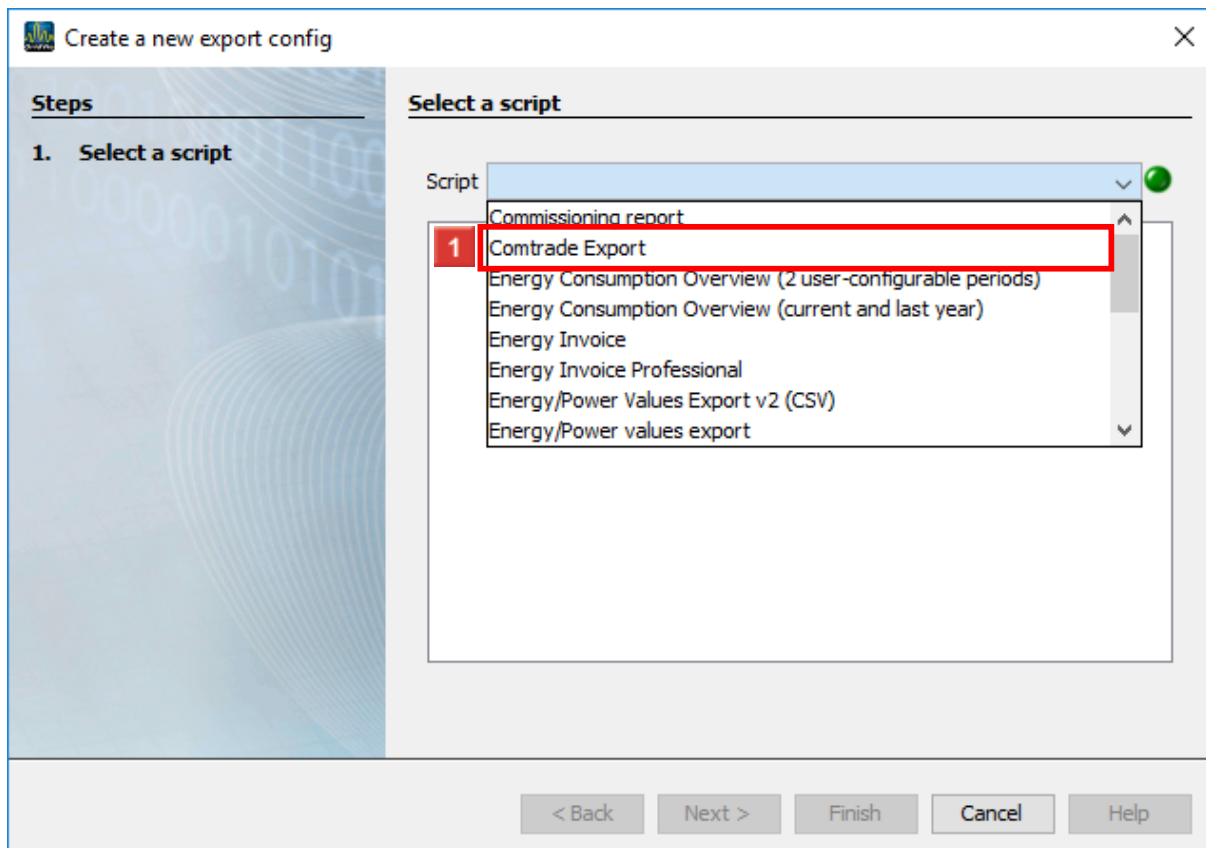 Create a new export config
Steps
1. Select a script
Select a script
Script
Commissioning report
1 Comtrade Export
Energy Consumption Overview (2 user-configurable periods)
Energy Consumption Overview (current and last year)
Energy Invoice
Energy Invoice Professional
Energy/Power Values Export v2 (CSV)
Energy/Power values export
< Back Next > Finish Cancel Help